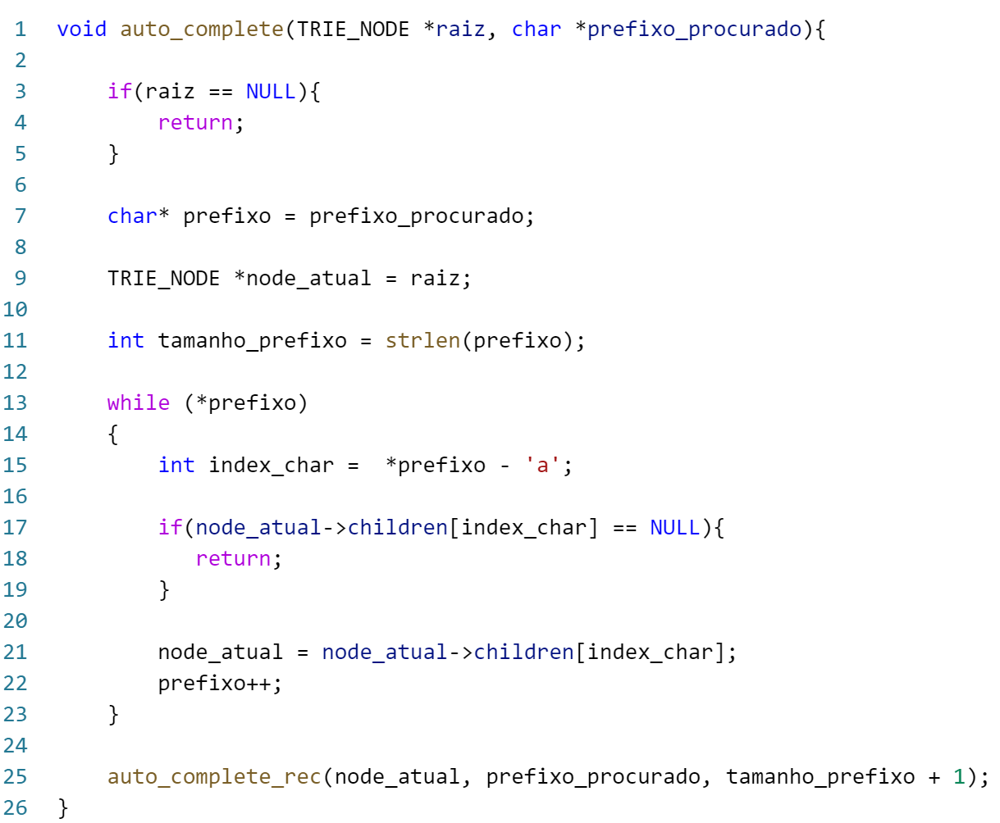 1 void auto_complete(TRIE_NODE *raiz, char *prefixo_procurado){
2
3     if(raiz == NULL){
4         return;
5     }
6
7     char* prefixo = prefixo_procurado;
8
9     TRIE_NODE *node_atual = raiz;
10
11     int tamanho_prefixo = strlen(prefixo);
12
13     while (*prefixo)
14     {
15         int index_char =  *prefixo - 'a';
16
17         if(node_atual->children[index_char] == NULL){
18            return;
19         }
20
21         node_atual = node_atual->children[index_char];
22         prefixo++;
23     }
24
25     auto_complete_rec(node_atual, prefixo_procurado, tamanho_prefixo + 1);
26 }